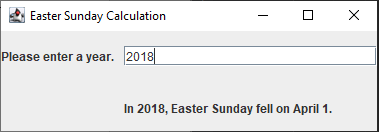 Easter Sunday Calculation
Please enter a year. 2018
In 2018, Easter Sunday fell on April 1.